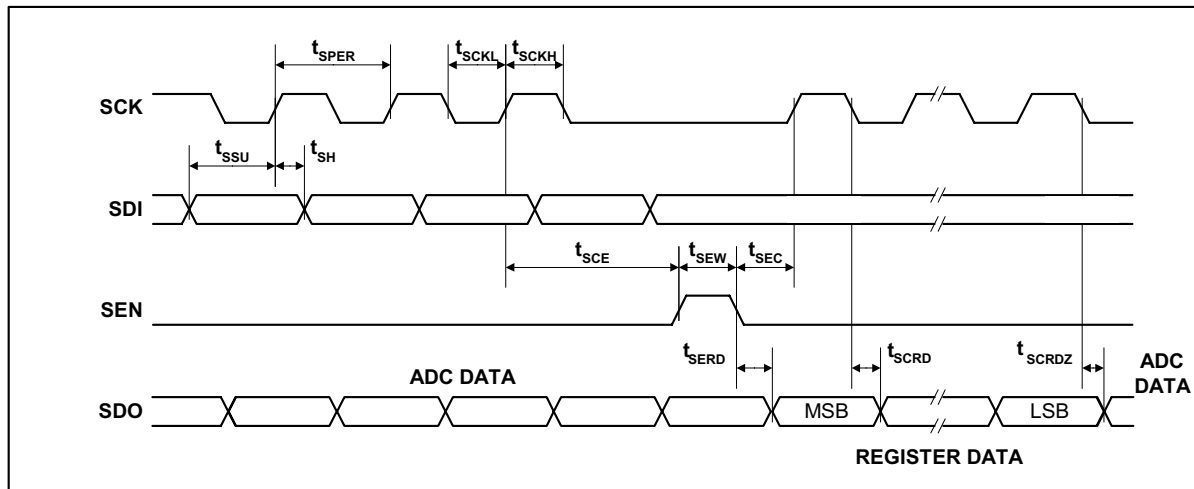 tSPER
tSCKL
tSCKH
SCK
tSSU
tSH
SDI
tSCE
tSEW
tSEC
SEN
tSERD
tSCRD
tSCRDZ
ADC DATA
ADC DATA
SDO
MSB
LSB
REGISTER DATA